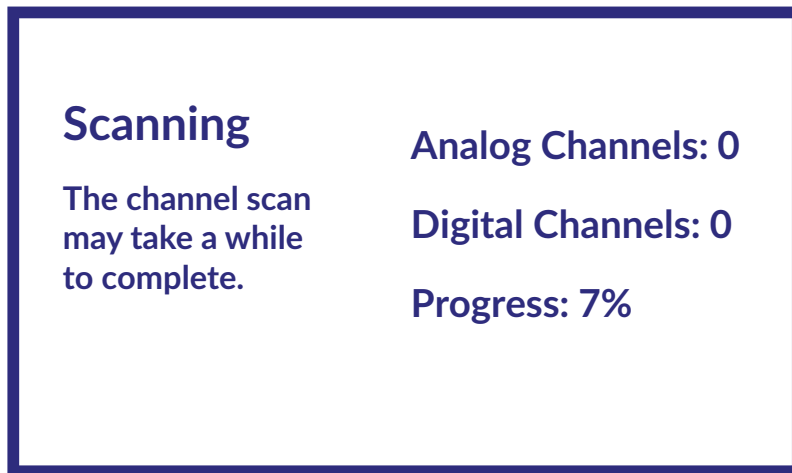 Scanning
The channel scan
may take a while
to complete.
Analog Channels: 0
Digital Channels: 0
Progress: 7%